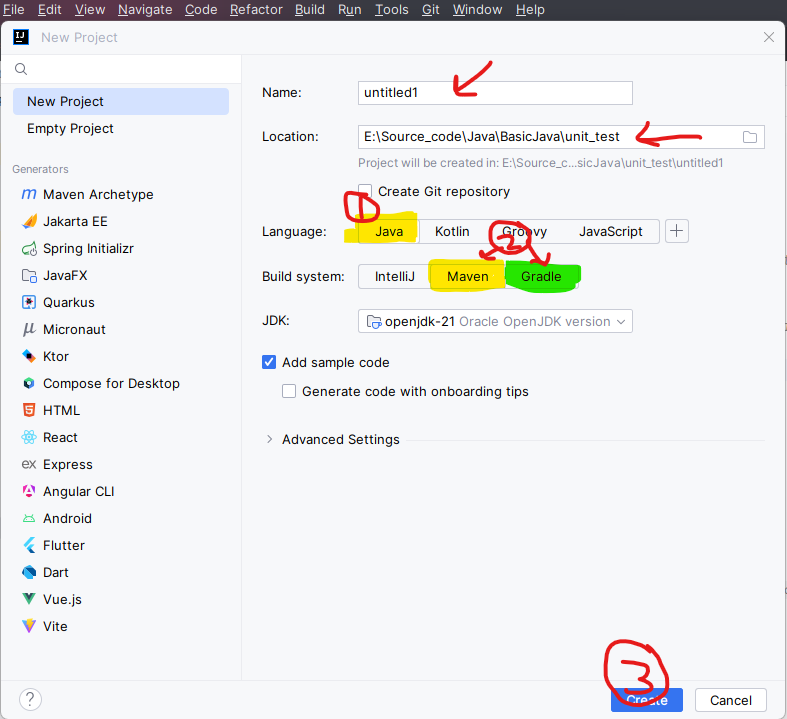 File Edit View Navigate Code Refactor Build Run Tools Git Window Help
New Project
New Project
Empty Project
Generators
Maven Archetype
Jakarta EE
Spring Initializr
JavaFX
Quarkus
Micronaut
Ktor
Compose for Desktop
HTML
React
Express
Angular CLI
Android
Flutter
Dart
Vue.js
Vite
Name: untitled1
Location: E:\Source_code\Java\BasicJava\unit_test
Project will be created in: E:\Source_c...sicJava\unit_test\untitled1
1
Create Git repository
Language: Java Kotlin Groovy JavaScript
2
Build system: IntelliJ Maven Gradle
JDK: openjdk-21 Oracle OpenJDK version
Add sample code
Generate code with onboarding tips
Advanced Settings
3
? Create Cancel